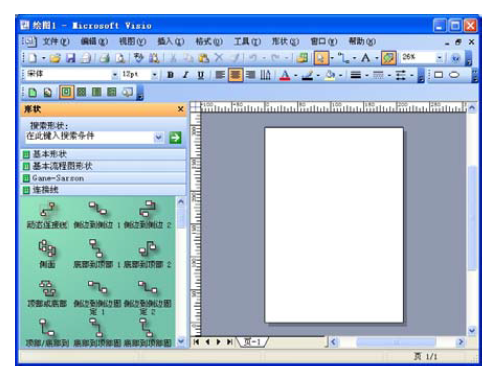 绘图1 - Microsoft Visio
文件(F) 编辑(E) 视图(V) 插入(I) 格式(O) 工具(T) 形状(S) 窗口(W) 帮助(H)
26%
宋体 12pt B I U
形状
搜索形状:
在此键入搜索条件
基本形状
基本流程图形状
Gane-Sarson
连接线
动态连接线 侧边到侧边 1 侧边到侧边 2
侧面 底部到顶部 1 底部到顶部 2
顶部或底部 侧边到侧边固定 1 侧边到侧边固定 2
顶部/底部到 底部到顶部固 底部到顶部固
页-1
页 1/1